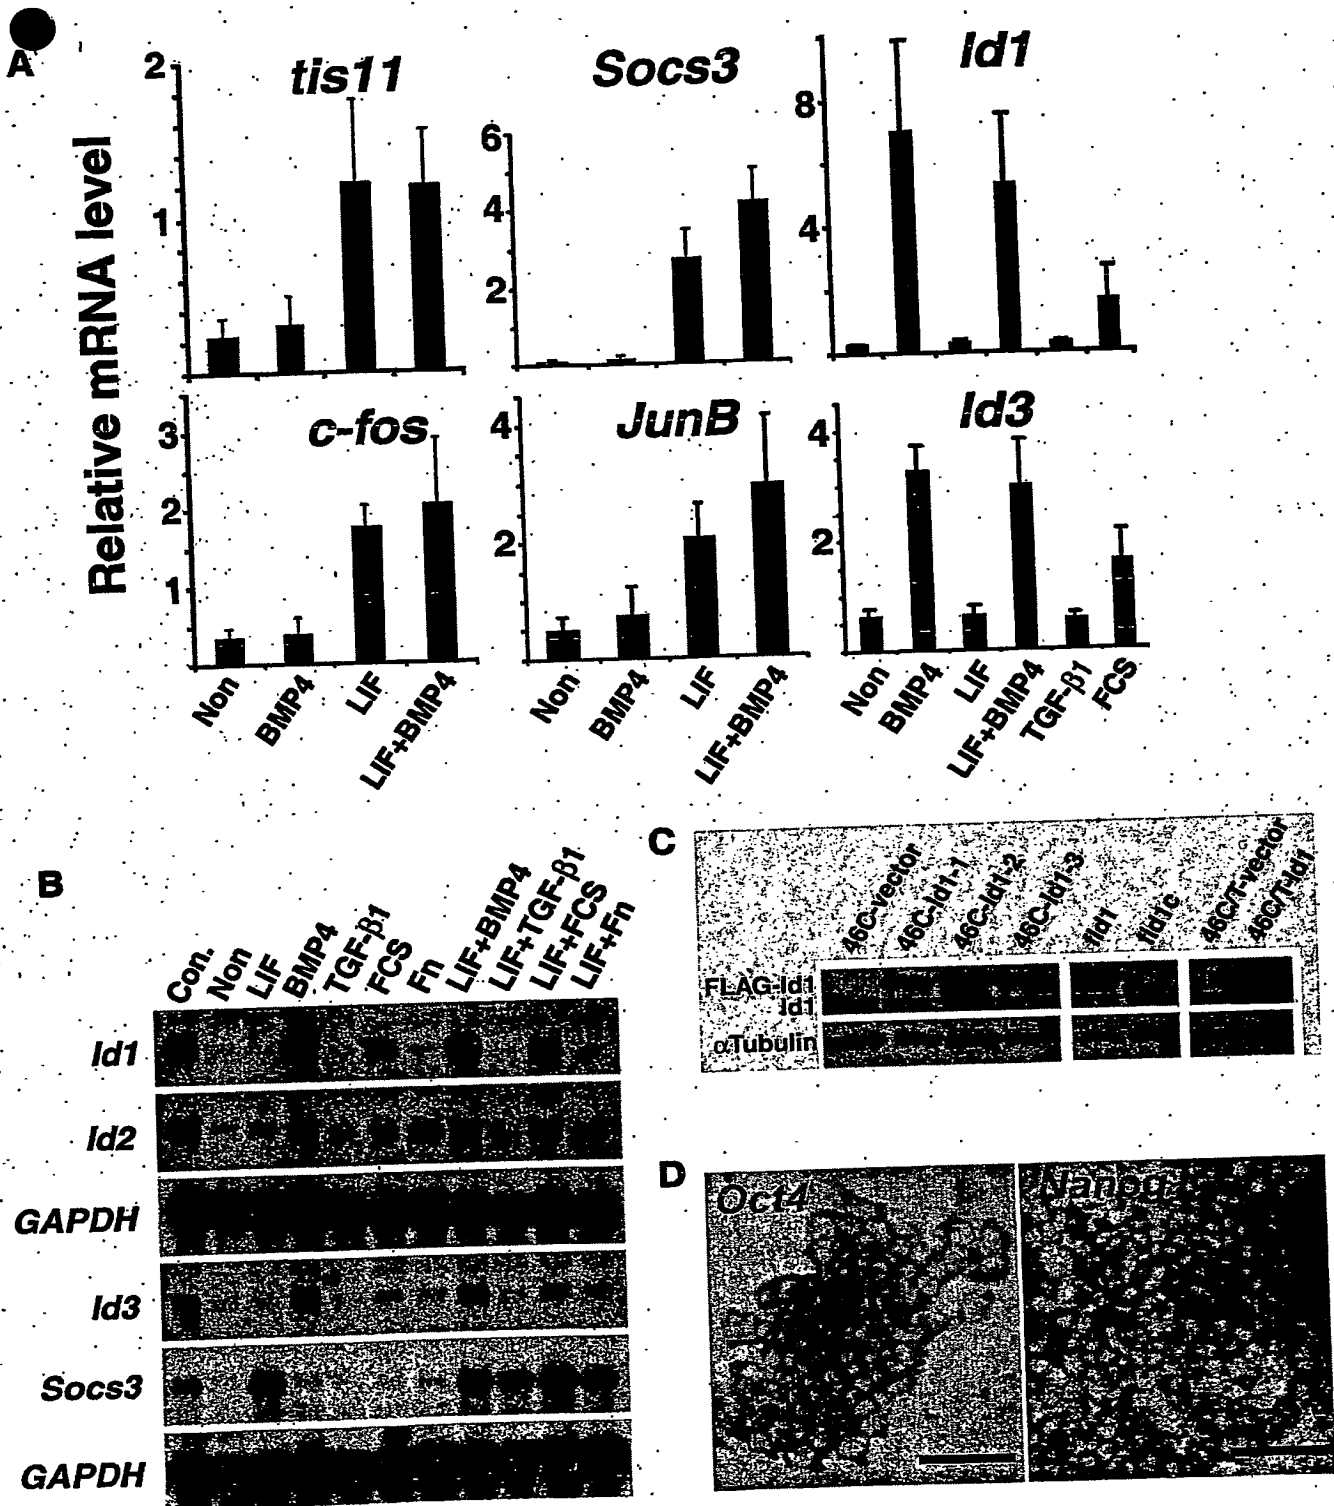 A
Relative mRNA level
tis11
2
1
Socs3
6
4
2
Id1
8
4
c-fos
3
2
1
JunB
4
2
Id3
4
2
Non
BMP4
LIF
LIF+BMP4
Non
BMP4
LIF
LIF+BMP4
Non
BMP4
LIF
LIF+BMP4
TGF-β1
FCS
B
Con.
Non
LIF
BMP4
TGF-β1
FCS
Fn
LIF+BMP4
LIF+TGF-β1
LIF+FCS
LIF+Fn
Id1
Id2
GAPDH
Id3
Socs3
GAPDH
C
46C-vector
46C-Id1-1
46C-Id1-2
46C-Id1-3
fId1
fId1c
46C/T-vector
46C/T-Id1
FLAG-Id1
Id1
αTubulin
D
Oct4
Nanog